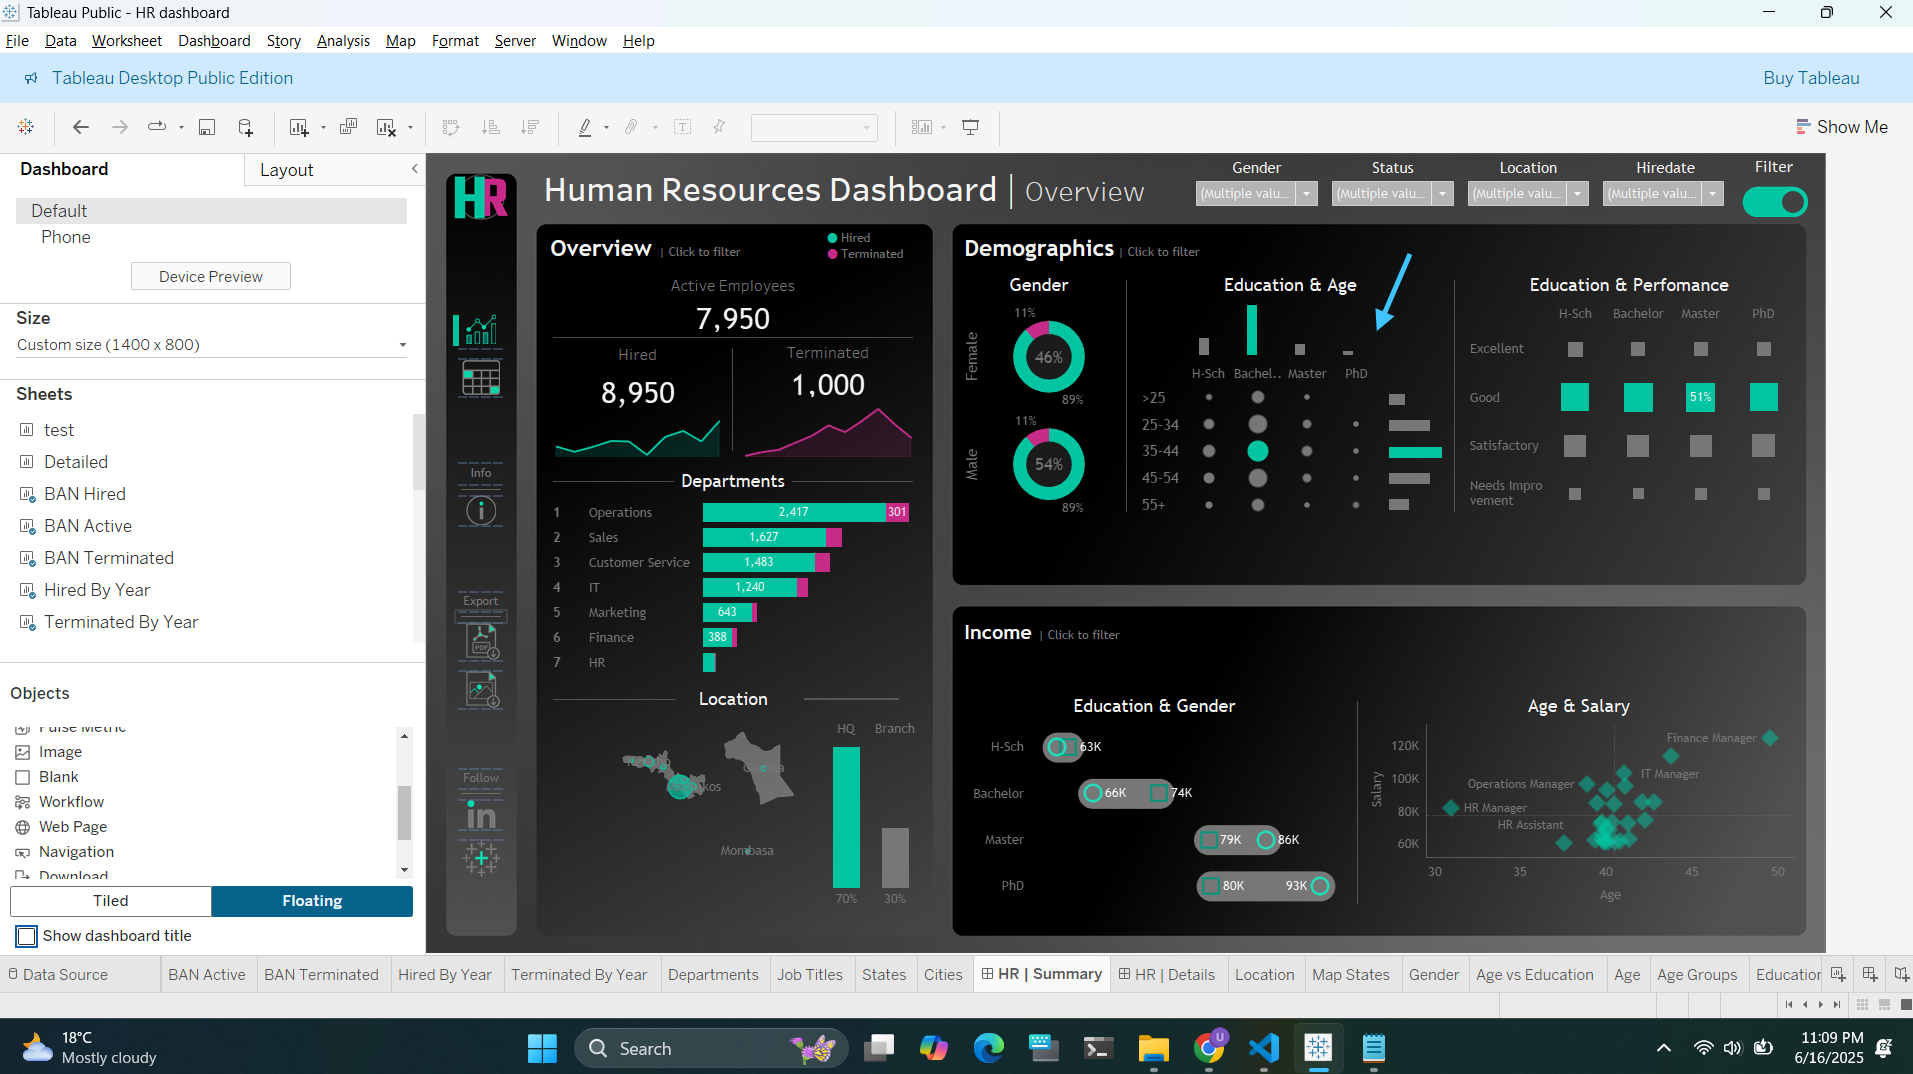 Tableau Public - HR dashboard
File Data Worksheet Dashboard Story Analysis Map Format Server Window Help
Tableau Desktop Public Edition
Buy Tableau
Show Me
Dashboard
Layout
Default
Phone
Device Preview
Size
Custom size (1400 x 800)
Sheets
test
Detailed
BAN Hired
BAN Active
BAN Terminated
Hired By Year
Terminated By Year
Objects
Pulse Metric
Image
Blank
Workflow
Web Page
Navigation
Download
Tiled
Floating
Show dashboard title
HR
Info
Export
PDF
Follow
in
Human Resources Dashboard | Overview
Gender Status Location Hiredate Filter
(Multiple valu... (Multiple valu... (Multiple valu... (Multiple valu...
Overview | Click to filter
Hired
Terminated
Active Employees
7,950
Hired
8,950
Terminated
1,000
Departments
1 Operations 2,417 301
2 Sales 1,627
3 Customer Service 1,483
4 IT 1,240
5 Marketing 643
6 Finance 388
7 HR
Location
HQ Branch
Mombasa
70% 30%
Demographics | Click to filter
Gender
Female
11%
46%
89%
Male
11%
54%
89%
Education & Age
H-Sch Bachel.. Master PhD
>25
25-34
35-44
45-54
55+
Education & Perfomance
H-Sch Bachelor Master PhD
Excellent
Good 51%
Satisfactory
Needs Impro
vement
Income | Click to filter
Education & Gender
H-Sch 63K
Bachelor 66K 74K
Master 79K 86K
PhD 80K 93K
Age & Salary
Salary
120K
100K
80K
60K
Finance Manager
IT Manager
Operations Manager
HR Manager
HR Assistant
30 35 40 45 50
Age
Data Source BAN Active BAN Terminated Hired By Year Terminated By Year Departments Job Titles States Cities HR | Summary HR | Details Location Map States Gender Age vs Education Age Age Groups Education
18°C
Mostly cloudy
Search
U
11:09 PM
6/16/2025